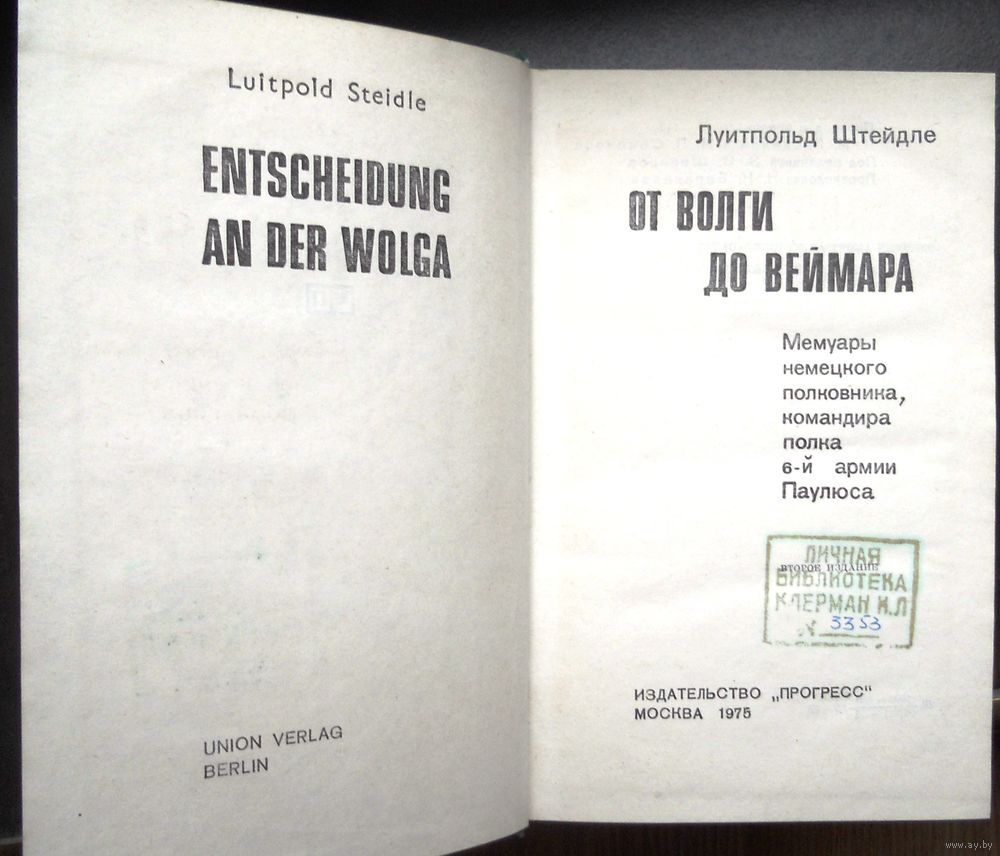 Luitpold Steidle
ENTSCHEIDUNG
AN DER WOLGA
UNION VERLAG
BERLIN
Луитпольд Штейдле
ОТ ВОЛГИ
ДО ВЕЙМАРА
Мемуары
немецкого
полковника,
командира
полка
6-й армии
Паулюса
ЛИЧНАЯ
ВТОРОЕ ИЗДАНИЕ
БИБЛИОТЕКА
И.Л
3353
ИЗДАТЕЛЬСТВО „ПРОГРЕСС"
МОСКВА 1975
www.ay.by